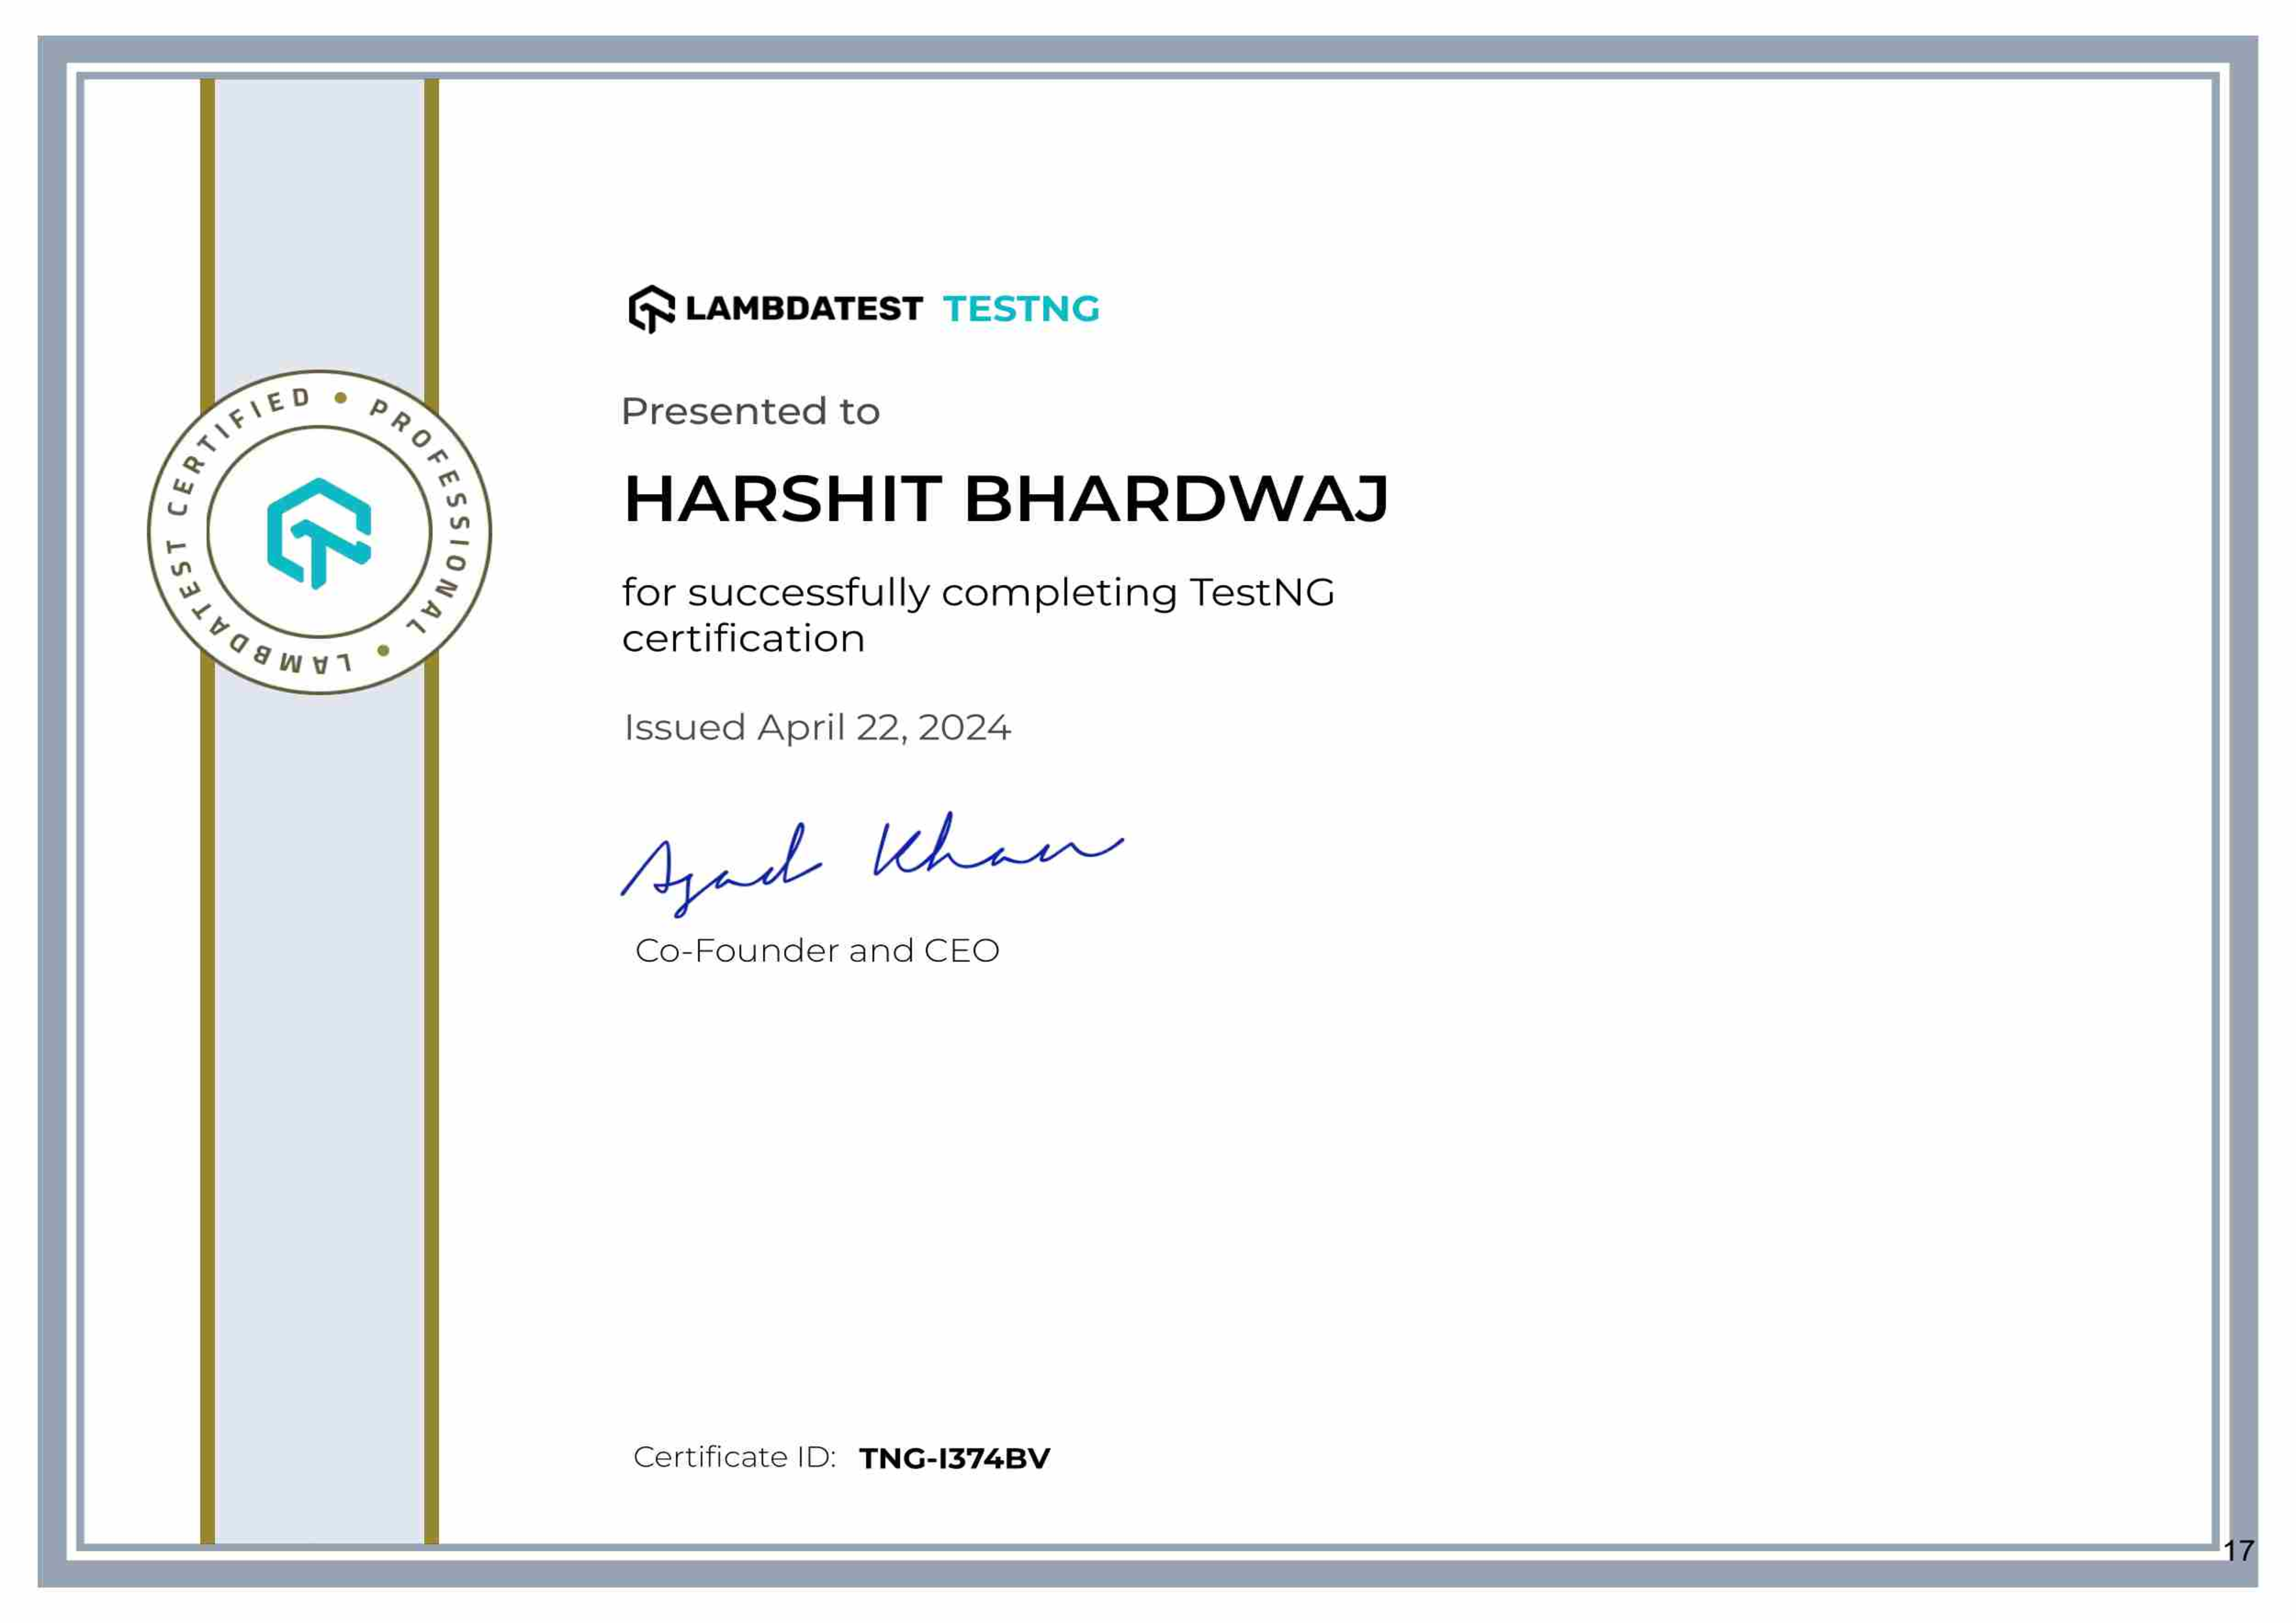 LAMBDATEST TESTNG
LAMBDATEST CERTIFIED • PROFESSIONAL •
Presented to
HARSHIT BHARDWAJ
for successfully completing TestNG
certification
Issued April 22, 2024
Asad Khan
Co-Founder and CEO
Certificate ID: TNG-I374BV
17